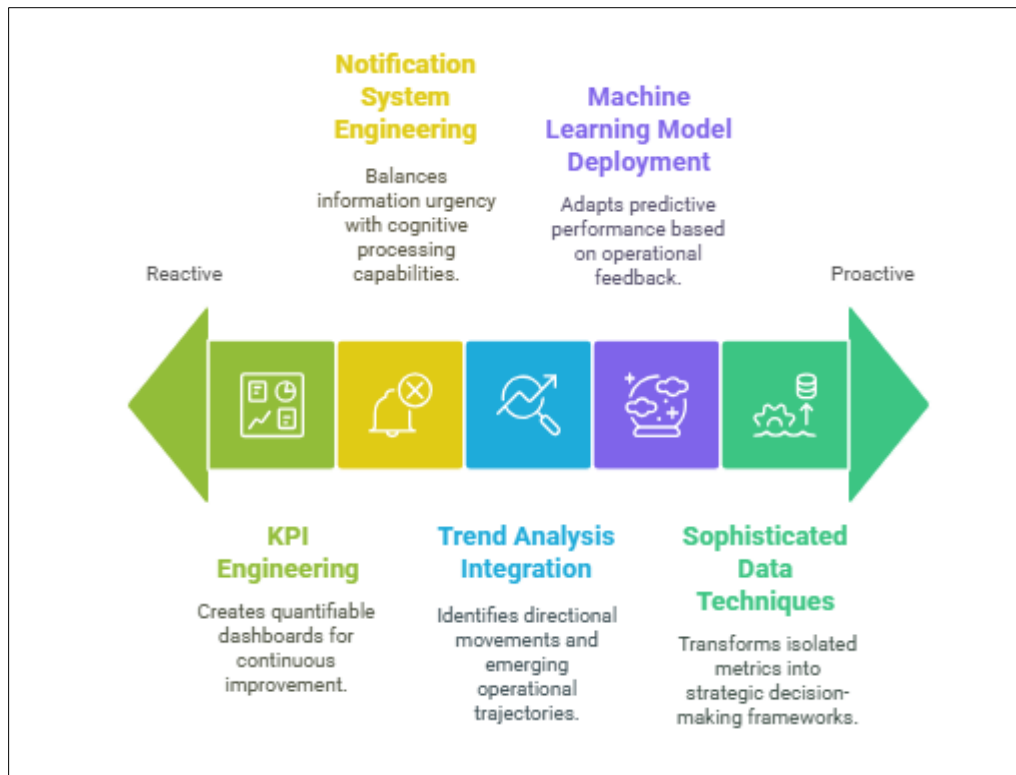 Notification
System
Engineering
Balances
information urgency
with cognitive
processing
capabilities.
Machine
Learning Model
Deployment
Adapts predictive
performance based
on operational
feedback.
Reactive
Proactive
KPI
Engineering
Creates quantifiable
dashboards for
continuous
improvement.
Trend Analysis
Integration
Identifies directional
movements and
emerging
operational
trajectories.
Sophisticated
Data
Techniques
Transforms isolated
metrics into
strategic decision-
making frameworks.